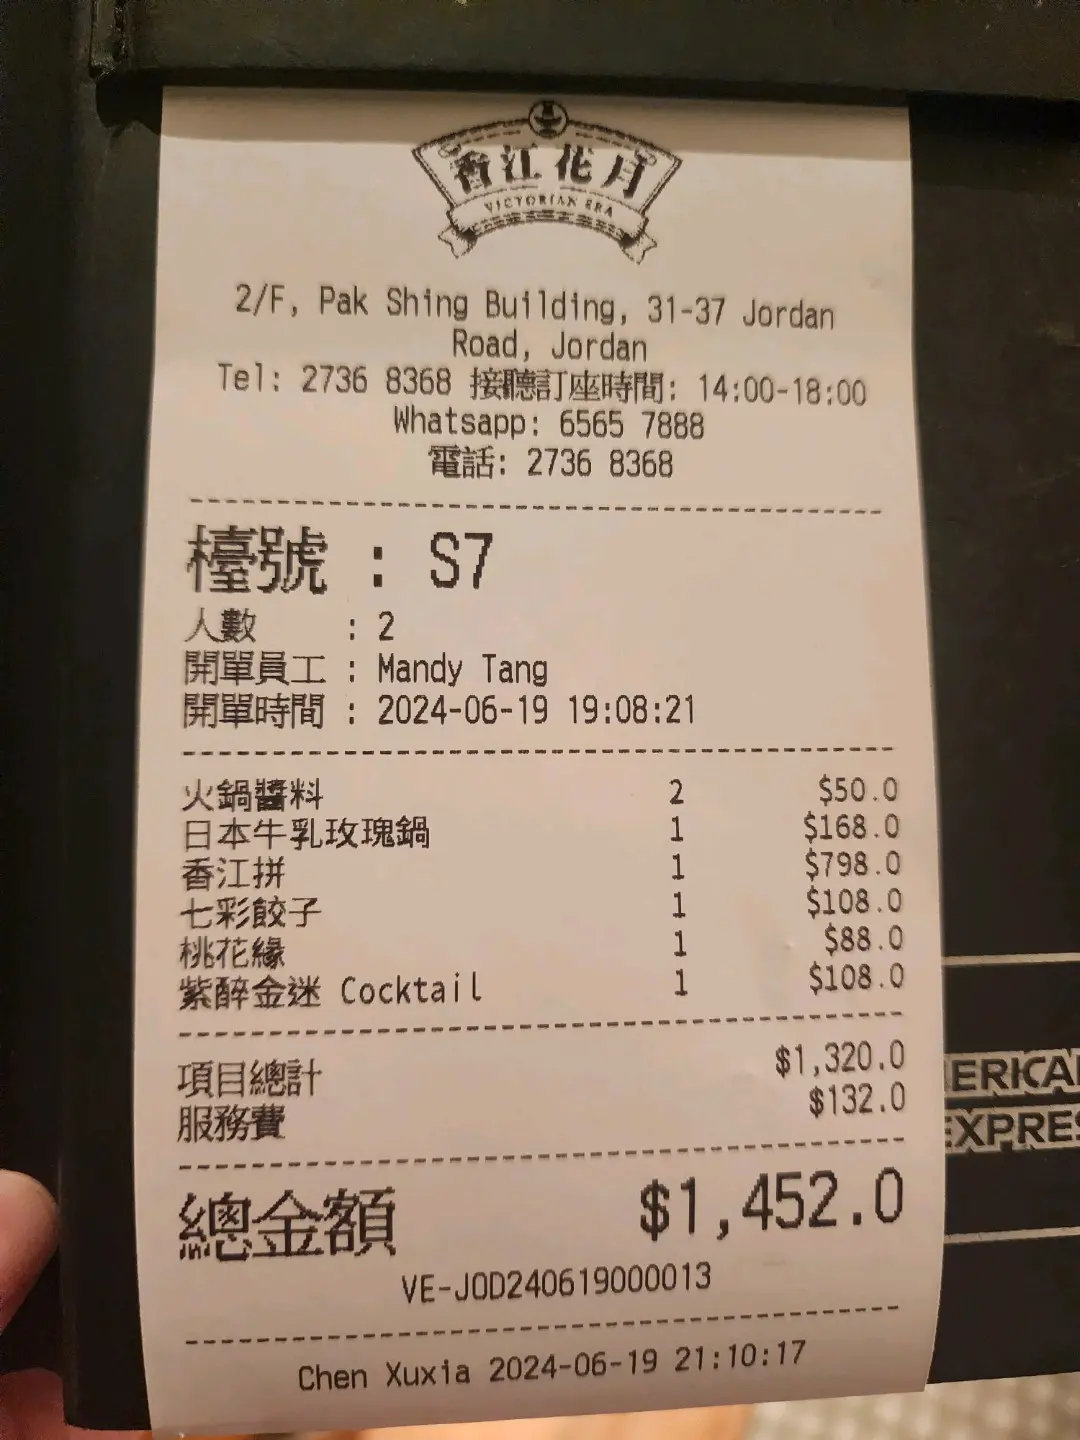 香江花月
VICTORIAN ERA
2/F, Pak Shing Building, 31-37 Jordan
Road, Jordan
Tel: 2736 8368 接聽訂座時間: 14:00-18:00
Whatsapp: 6565 7888
電話: 2736 8368
檯號 : S7
人數 : 2
開單員工 : Mandy Tang
開單時間 : 2024-06-19 19:08:21
火鍋醬料 2 $50.0
日本牛乳玫瑰鍋 1 $168.0
香江拼 1 $798.0
七彩餃子 1 $108.0
桃花緣 1 $88.0
紫醉金迷 Cocktail 1 $108.0
項目總計 $1,320.0
服務費 $132.0
總金額 $1,452.0
VE-JOD240619000013
Chen Xuxia 2024-06-19 21:10:17
ERICA
EXPRES